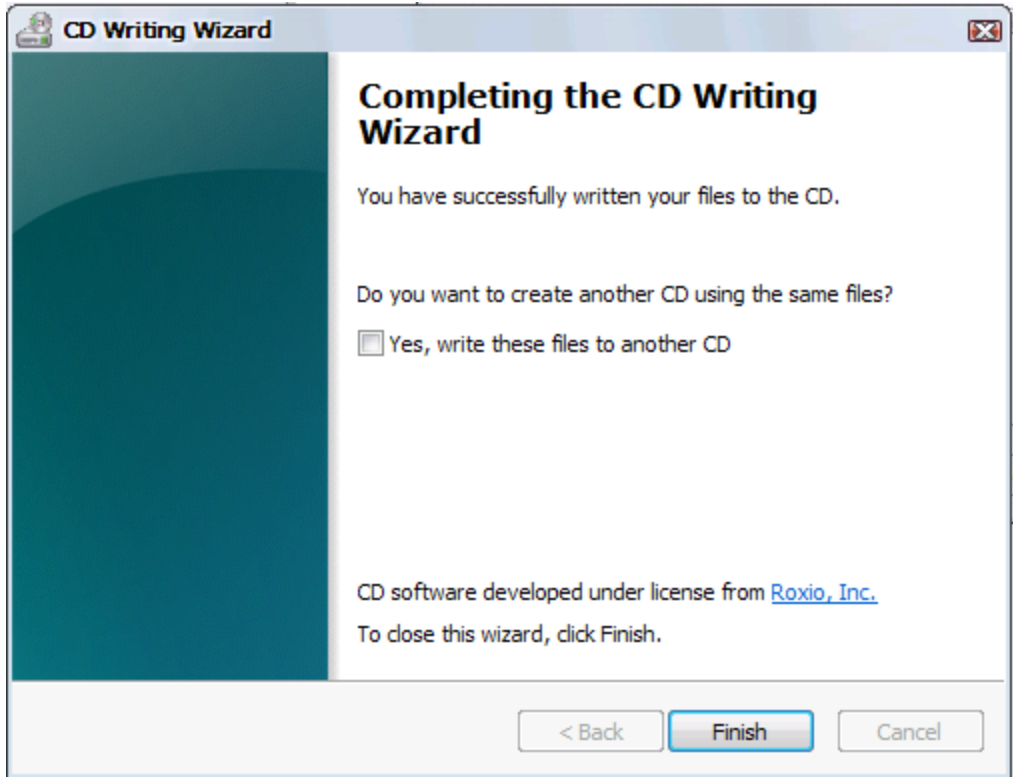 CD Writing Wizard
Completing the CD Writing
Wizard
You have successfully written your files to the CD.
Do you want to create another CD using the same files?
Yes, write these files to another CD
CD software developed under license from Roxio, Inc.
To close this wizard, click Finish.
< Back
Finish
Cancel